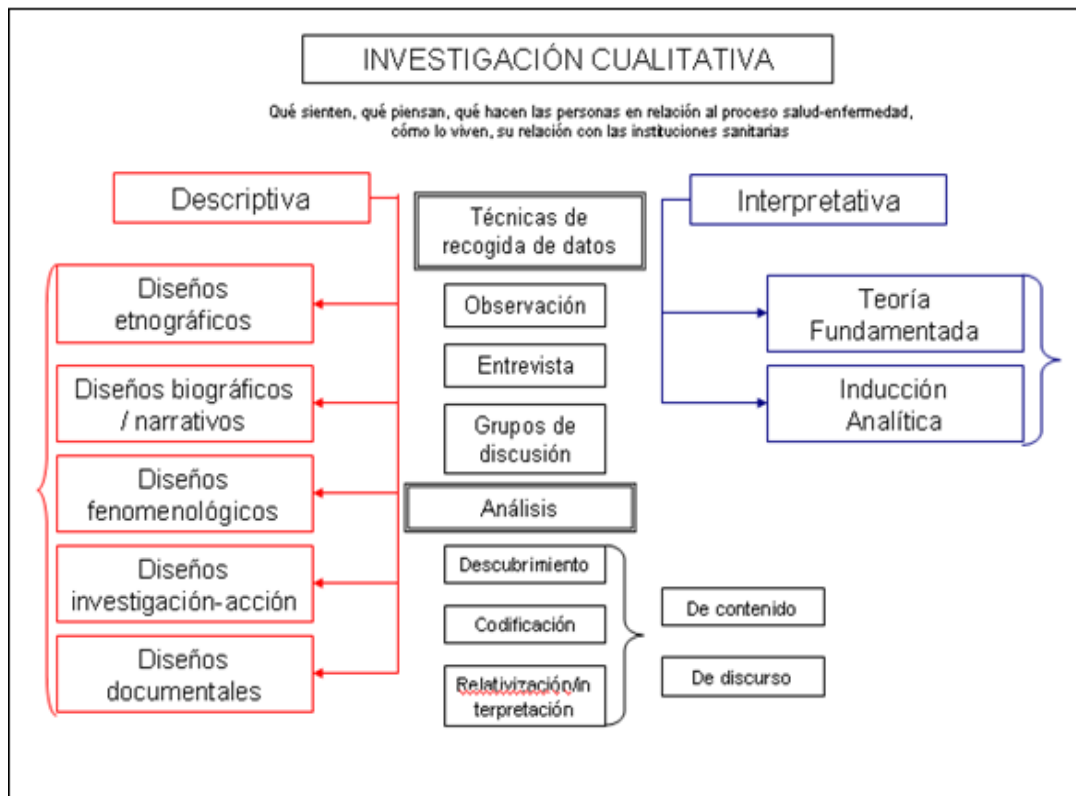 INVESTIGACIÓN CUALITATIVA
Qué sienten, qué piensan, qué hacen las personas en relación al proceso salud-enfermedad,
cómo lo viven, su relación con las instituciones sanitarias
Descriptiva
Diseños
etnográficos
Diseños biográficos
/ narrativos
Diseños
fenomenológicos
Diseños
investigación-acción
Diseños
documentales
Técnicas de
recogida de datos
Observación
Entrevista
Grupos de
discusión
Análisis
Descubrimiento
Codificación
Relativización/in
terpretación
De contenido
De discurso
Interpretativa
Teoría
Fundamentada
Inducción
Analítica